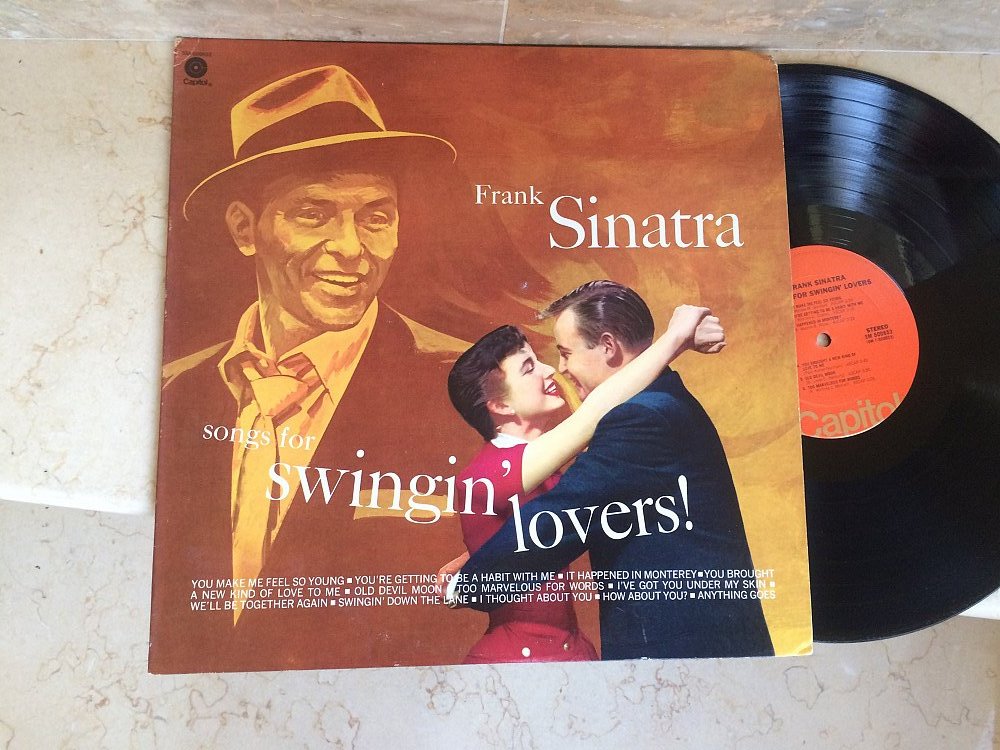 Capitol
Frank
Sinatra
songs for
swingin'
lovers!
YOU MAKE ME FEEL SO YOUNG ■ YOU'RE GETTING TO BE A HABIT WITH ME ■ IT HAPPENED IN MONTEREY ■ YOU BROUGHT
A NEW KIND OF LOVE TO ME ■ OLD DEVIL MOON TOO MARVELOUS FOR WORDS ■ I'VE GOT YOU UNDER MY SKIN ■
WE'LL BE TOGETHER AGAIN ■ SWINGIN' DOWN THE LANE ■ I THOUGHT ABOUT YOU ■ HOW ABOUT YOU? ■ ANYTHING GOES
FRANK SINATRA
FOR SWINGIN' LOVERS
STEREO
Capitol